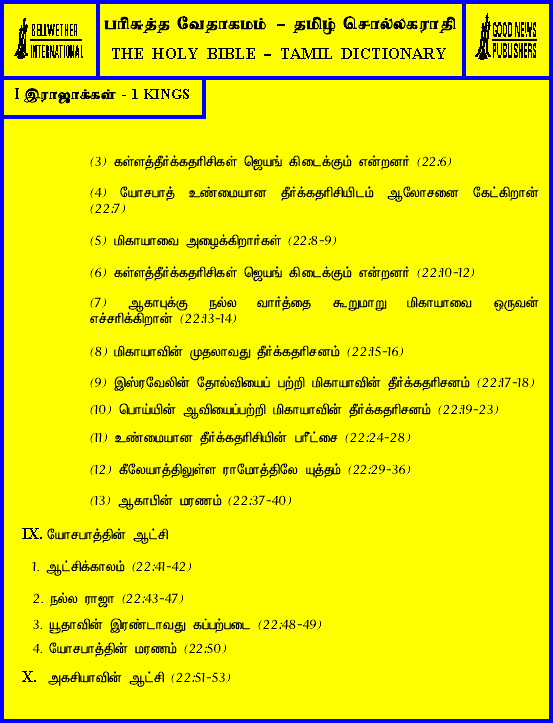 BELLWETHER
INTERNATIONAL
பரிசுத்த வேதாகமம் – தமிழ் சொல்லகராதி
THE HOLY BIBLE – TAMIL DICTIONARY
GOOD NEWS
PUBLISHERS
I இராஜாக்கள் - 1 KINGS
(3) கள்ளத்தீர்க்கதரிசிகள் ஜெயங் கிடைக்கும் என்றனர் (22:6)
(4) யோசபாத் உண்மையான தீர்க்கதரிசியிடம் ஆலோசனை கேட்கிறான்
(22:7)
(5) மிகாயாவை அழைக்கிறார்கள் (22:8-9)
(6) கள்ளத்தீர்க்கதரிசிகள் ஜெயங் கிடைக்கும் என்றனர் (22:10-12)
(7) ஆகாபுக்கு நல்ல வார்த்தை கூறுமாறு மிகாயாவை ஒருவன்
எச்சரிக்கிறான் (22:13-14)
(8) மிகாயாவின் முதலாவது தீர்க்கதரிசனம் (22:15-16)
(9) இஸ்ரவேலின் தோல்வியைப் பற்றி மிகாயாவின் தீர்க்கதரிசனம் (22:17-18)
(10) பொய்யின் ஆவியைப்பற்றி மிகாயாவின் தீர்க்கதரிசனம் (22:19-23)
(11) உண்மையான தீர்க்கதரிசியின் பரீட்சை (22:24-28)
(12) கீலேயாத்திலுள்ள ராமோத்திலே யுத்தம் (22:29-36)
(13) ஆகாபின் மரணம் (22:37-40)
IX. யோசபாத்தின் ஆட்சி
1. ஆட்சிக்காலம் (22:41-42)
2. நல்ல ராஜா (22:43-47)
3. யூதாவின் இரண்டாவது கப்பற்படை (22:48-49)
4. யோசபாத்தின் மரணம் (22:50)
X. அகசியாவின் ஆட்சி (22:51-53)